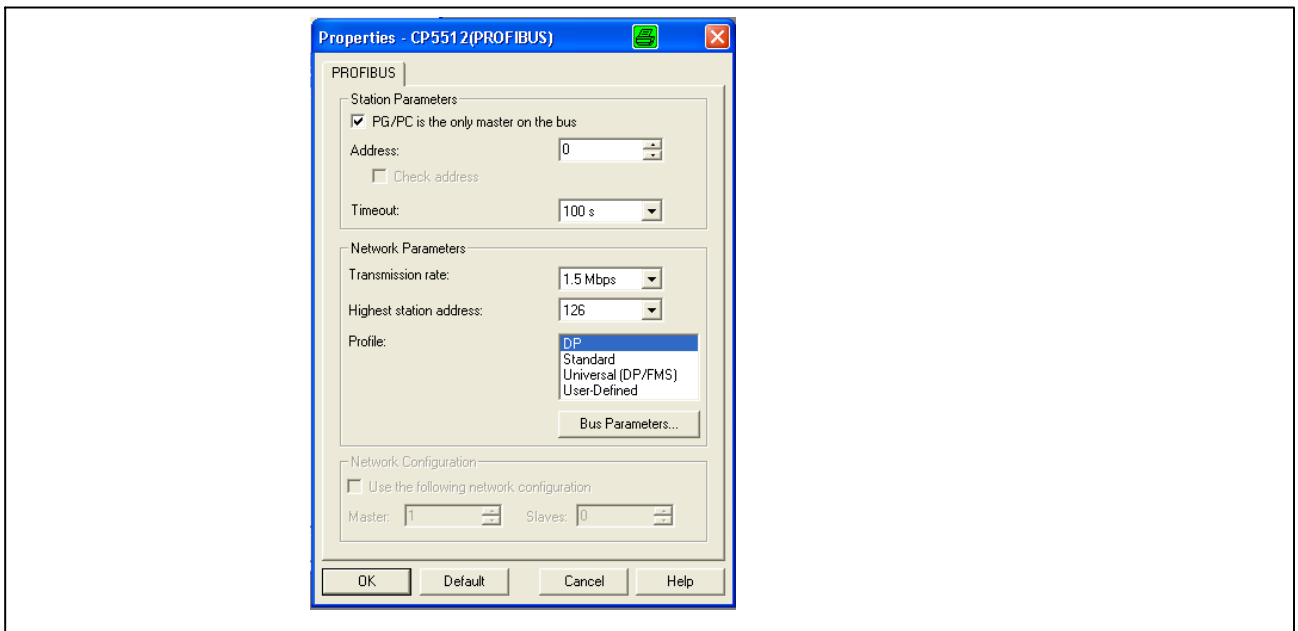 Properties - CP5512(PROFIBUS)
PROFIBUS
Station Parameters
PG/PC is the only master on the bus
Address: 0
Check address
Timeout: 100 s
Network Parameters
Transmission rate: 1.5 Mbps
Highest station address: 126
Profile: DP
Standard
Universal (DP/FMS)
User-Defined
Bus Parameters...
Network Configuration
Use the following network configuration
Master: 1 Slaves: 0
OK Default Cancel Help